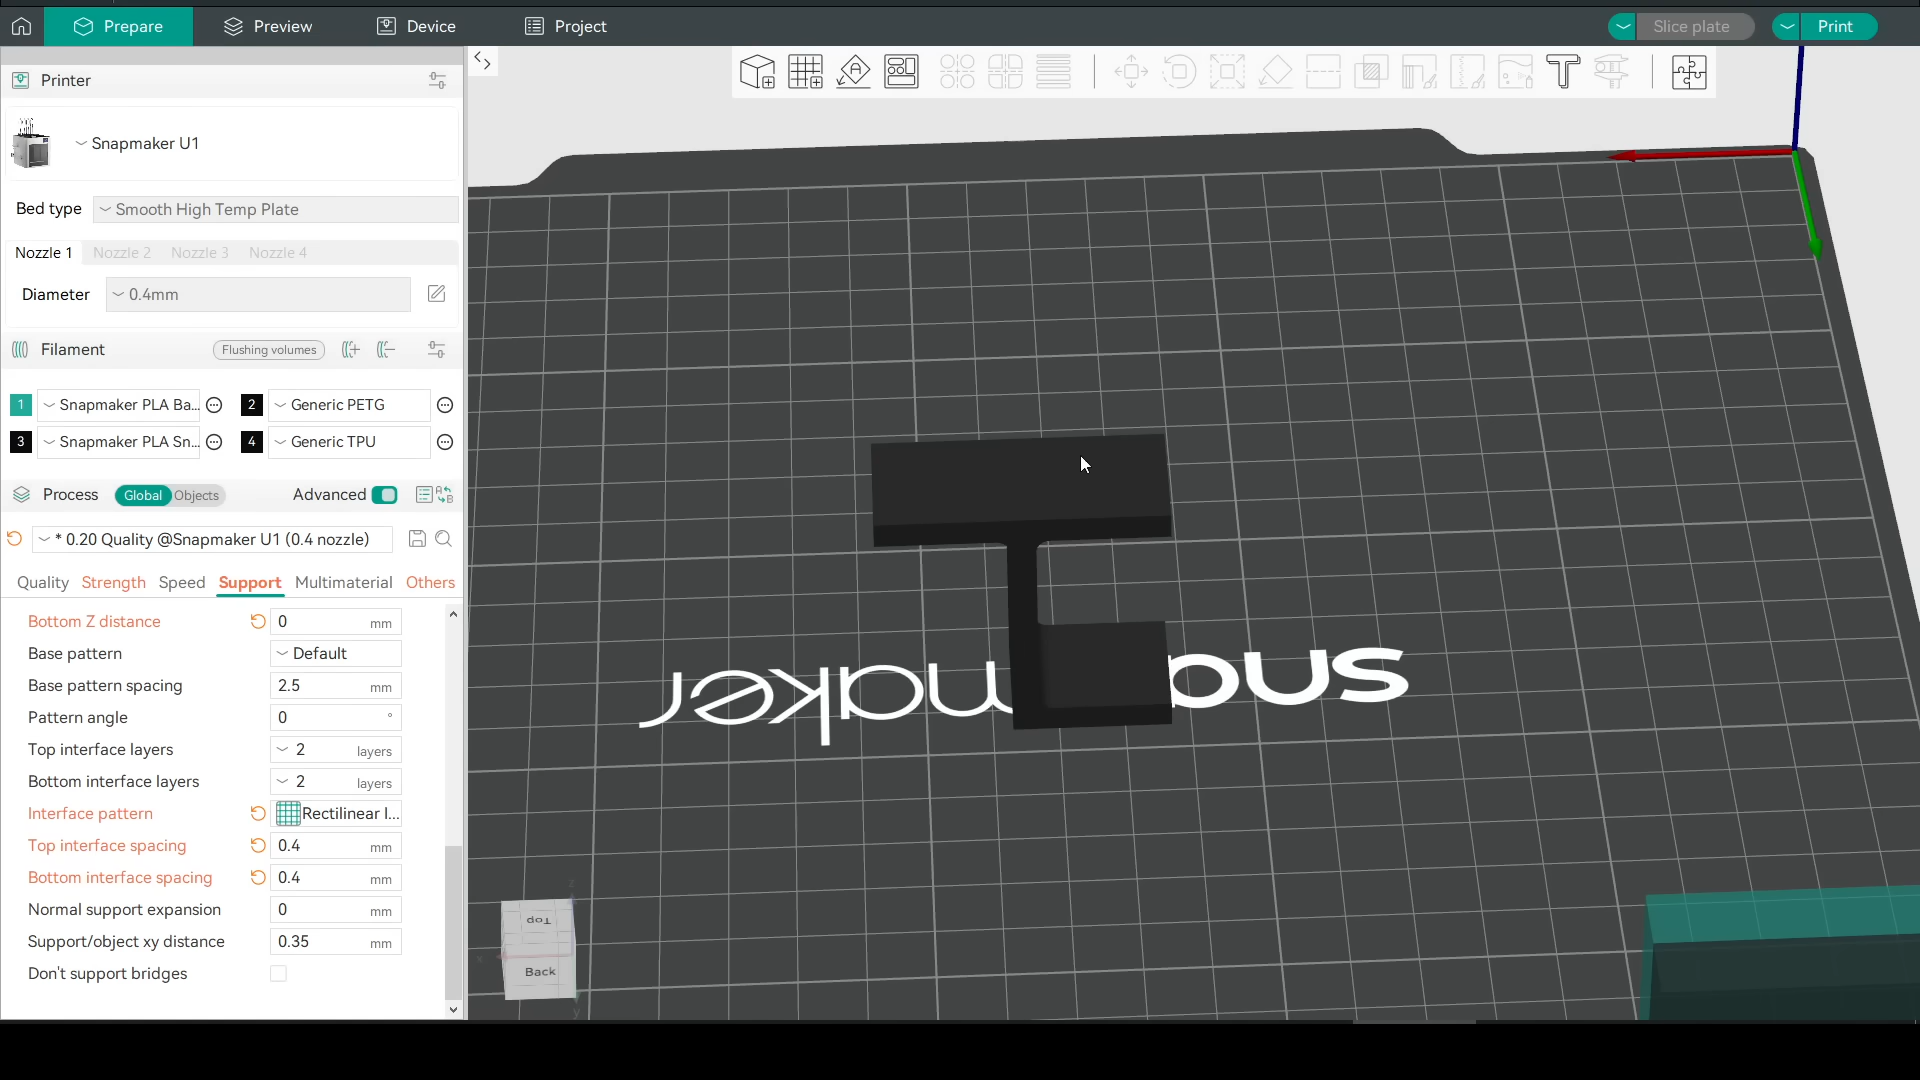 Prepare
Preview
Device
Project
Slice plate
Print
Printer
Snapmaker U1
Bed type
Smooth High Temp Plate
Nozzle 1 Nozzle 2 Nozzle 3 Nozzle 4
Diameter
0.4mm
Filament
Flushing volumes
1 Snapmaker PLA Ba...
2 Generic PETG
3 Snapmaker PLA Sn...
4 Generic TPU
Process
Global Objects
Advanced
* 0.20 Quality @Snapmaker U1 (0.4 nozzle)
Quality Strength Speed Support Multimaterial Others
Bottom Z distance 0 mm
Base pattern Default
Base pattern spacing 2.5 mm
Pattern angle 0 °
Top interface layers 2 layers
Bottom interface layers 2 layers
Interface pattern Rectilinear I...
Top interface spacing 0.4 mm
Bottom interface spacing 0.4 mm
Normal support expansion 0 mm
Support/object xy distance 0.35 mm
Don't support bridges
sna maker
Top
Back